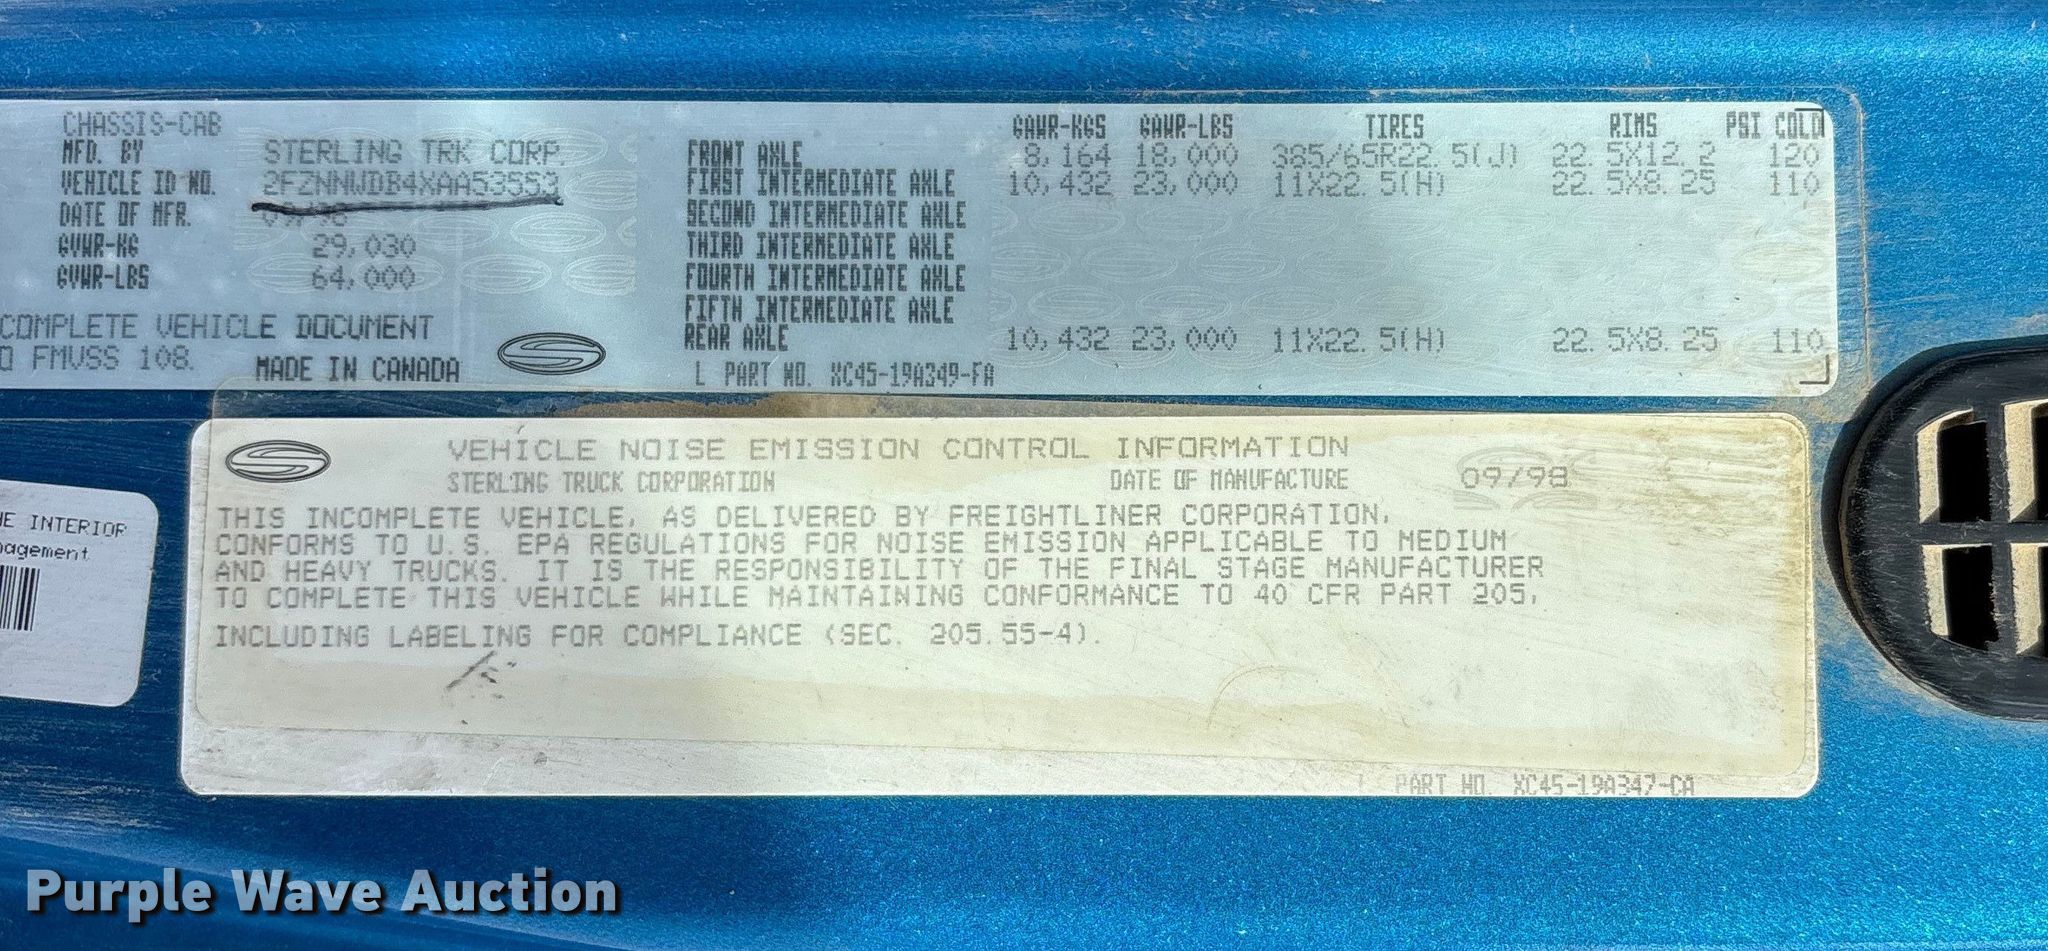 CHASSIS-CAB
MFD. BY STERLING TRK CORP.
VEHICLE ID NO. 2FZNNWDB4XAA53553
DATE OF MFR. 09/98
GVWR-KG 29,030
GVWR-LBS 64,000
COMPLETE VEHICLE DOCUMENT
FMVSS 108.
MADE IN CANADA
GAWR-KGS GAWR-LBS TIRES RIMS PSI COLD
FRONT AXLE 8,164 18,000 385/65R22.5(J) 22.5X12.2 120
FIRST INTERMEDIATE AXLE 10,432 23,000 11X22.5(H) 22.5X8.25 110
SECOND INTERMEDIATE AXLE
THIRD INTERMEDIATE AXLE
FOURTH INTERMEDIATE AXLE
FIFTH INTERMEDIATE AXLE
REAR AXLE 10,432 23,000 11X22.5(H) 22.5X8.25 110
L PART NO. XC45-19A349-FA
VEHICLE NOISE EMISSION CONTROL INFORMATION
STERLING TRUCK CORPORATION DATE OF MANUFACTURE 09/98
THIS INCOMPLETE VEHICLE, AS DELIVERED BY FREIGHTLINER CORPORATION,
CONFORMS TO U.S. EPA REGULATIONS FOR NOISE EMISSION APPLICABLE TO MEDIUM
AND HEAVY TRUCKS. IT IS THE RESPONSIBILITY OF THE FINAL STAGE MANUFACTURER
TO COMPLETE THIS VEHICLE WHILE MAINTAINING CONFORMANCE TO 40 CFR PART 205,
INCLUDING LABELING FOR COMPLIANCE (SEC. 205.55-4).
L PART NO. XC45-19A347-CA
INTERIOR
nagement
Purple Wave Auction